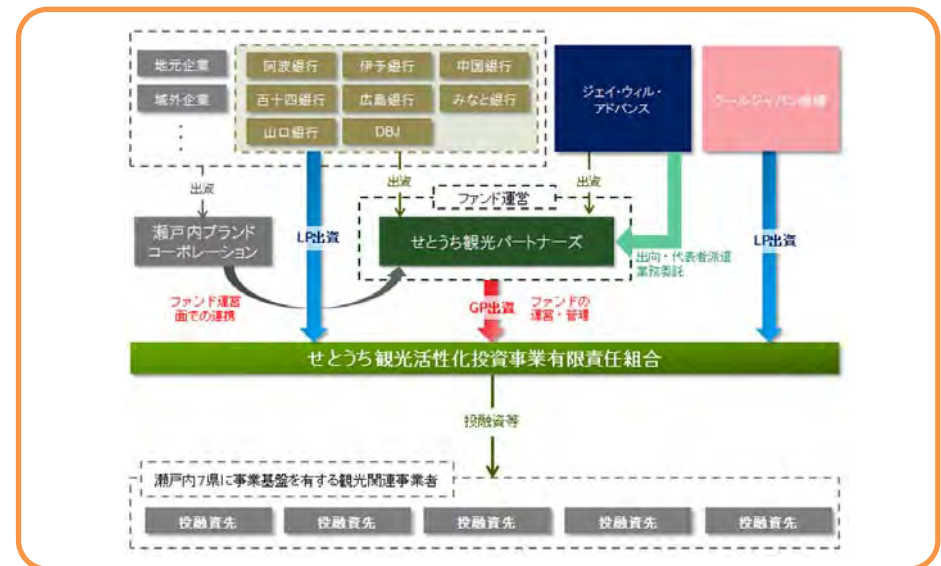 地元企業
域外企業
:
阿波銀行
伊予銀行
中国銀行
百十四銀行
広島銀行
みなと銀行
山口銀行
DBJ
ジェイ・ウィル・
アドバンス
クールジャパン機構
出資
出資
出資
ファンド運営
瀬戸内ブランド
コーポレーション
LP出資
せとうち観光パートナーズ
LP出資
出向・代表者派遣
業務委託
ファンド運営
面での連携
GP出資
ファンドの
運営・管理
せとうち観光活性化投資事業有限責任組合
投融資等
瀬戸内7県に事業基盤を有する観光関連事業者
投融資先
投融資先
投融資先
投融資先
投融資先